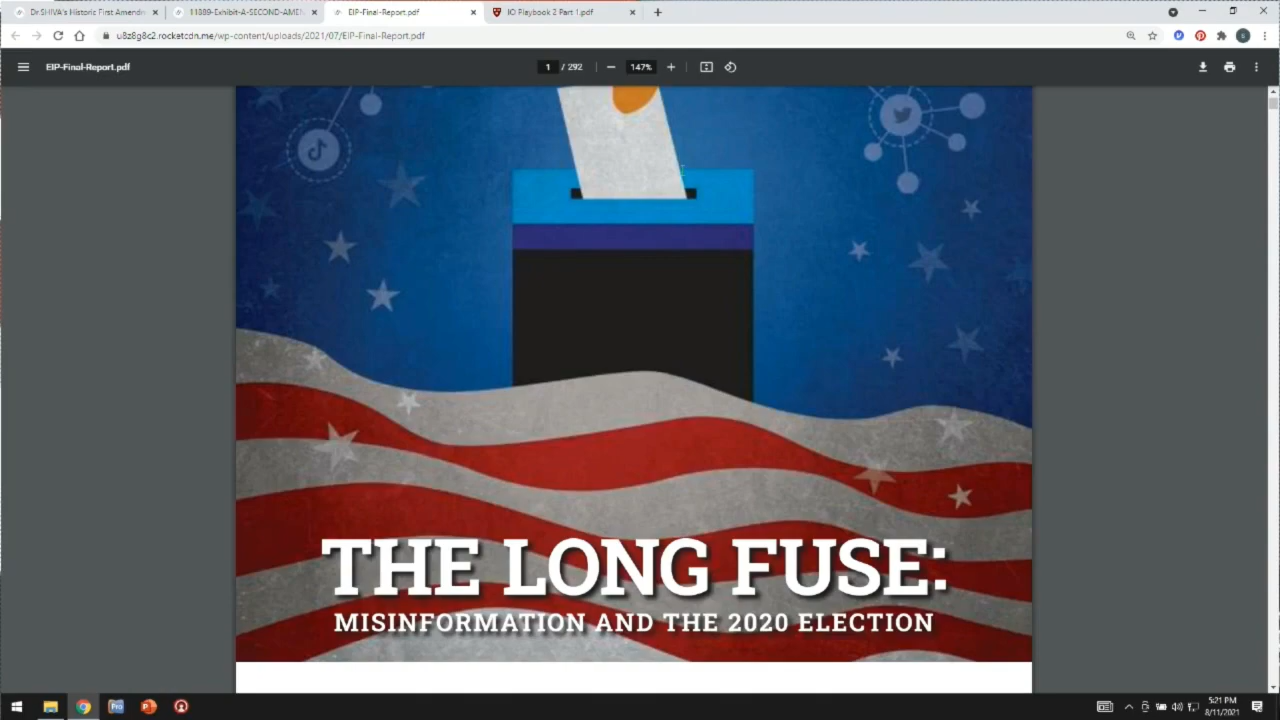 Dr.SHIVA's Historic First Amendm
11889-Exhibit-A-SECOND-AMEN
EIP-Final-Report.pdf
IO Playbook 2 Part 1.pdf
u8z8g8c2.rocketcdn.me/wp-content/uploads/2021/07/EIP-Final-Report.pdf
EIP-Final-Report.pdf
1 / 292
147%
THE LONG FUSE:
MISINFORMATION AND THE 2020 ELECTION
5:21 PM
8/11/2021